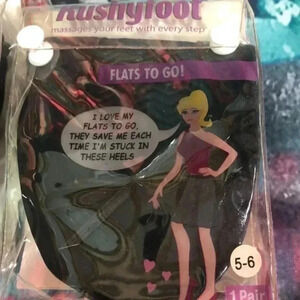 Kushyfoot
massages your feet with every step
FLATS TO GO!
I LOVE MY
FLATS TO GO,
THEY SAVE ME EACH
TIME I'M STUCK IN
THESE HEELS
5-6
1 Pair